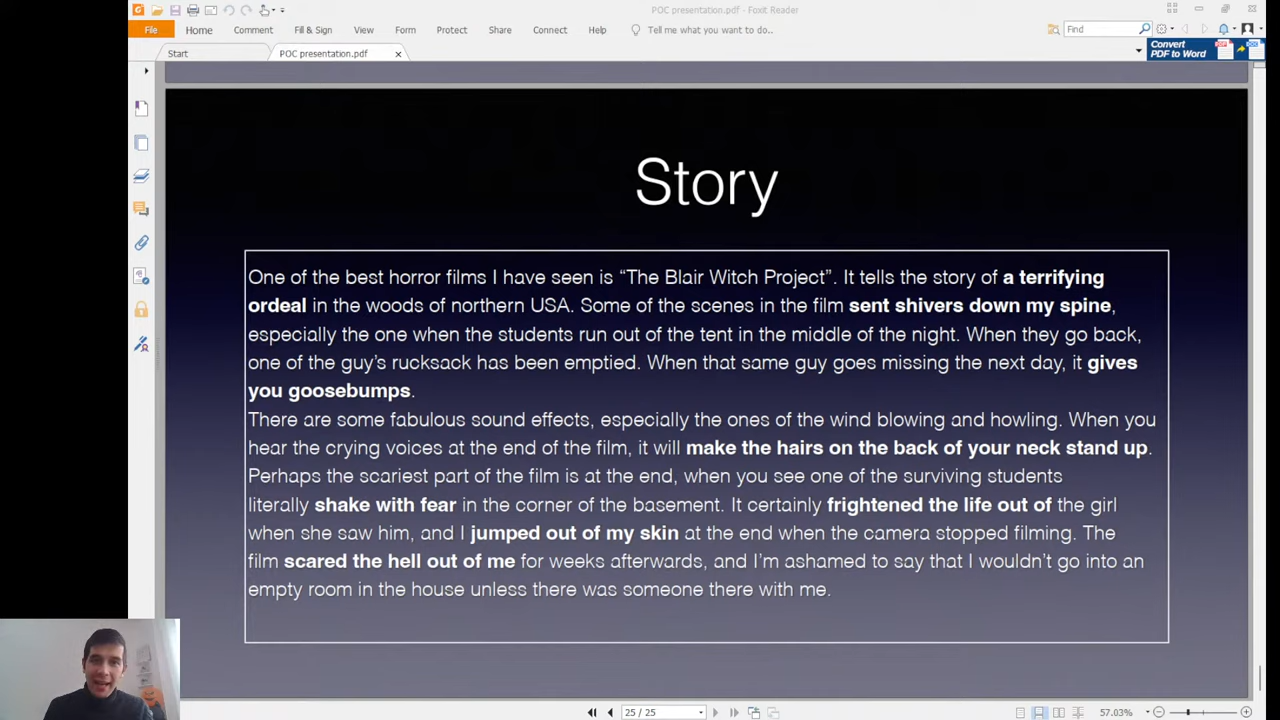 POC presentation.pdf - Foxit Reader
File Home Comment Fill & Sign View Form Protect Share Connect Help Tell me what you want to do.. Find
Start POC presentation.pdf
Convert
PDF to Word
Story
One of the best horror films I have seen is “The Blair Witch Project”. It tells the story of a terrifying
ordeal in the woods of northern USA. Some of the scenes in the film sent shivers down my spine,
especially the one when the students run out of the tent in the middle of the night. When they go back,
one of the guy’s rucksack has been emptied. When that same guy goes missing the next day, it gives
you goosebumps.
There are some fabulous sound effects, especially the ones of the wind blowing and howling. When you
hear the crying voices at the end of the film, it will make the hairs on the back of your neck stand up.
Perhaps the scariest part of the film is at the end, when you see one of the surviving students
literally shake with fear in the corner of the basement. It certainly frightened the life out of the girl
when she saw him, and I jumped out of my skin at the end when the camera stopped filming. The
film scared the hell out of me for weeks afterwards, and I’m ashamed to say that I wouldn’t go into an
empty room in the house unless there was someone there with me.
25 / 25 57.03%